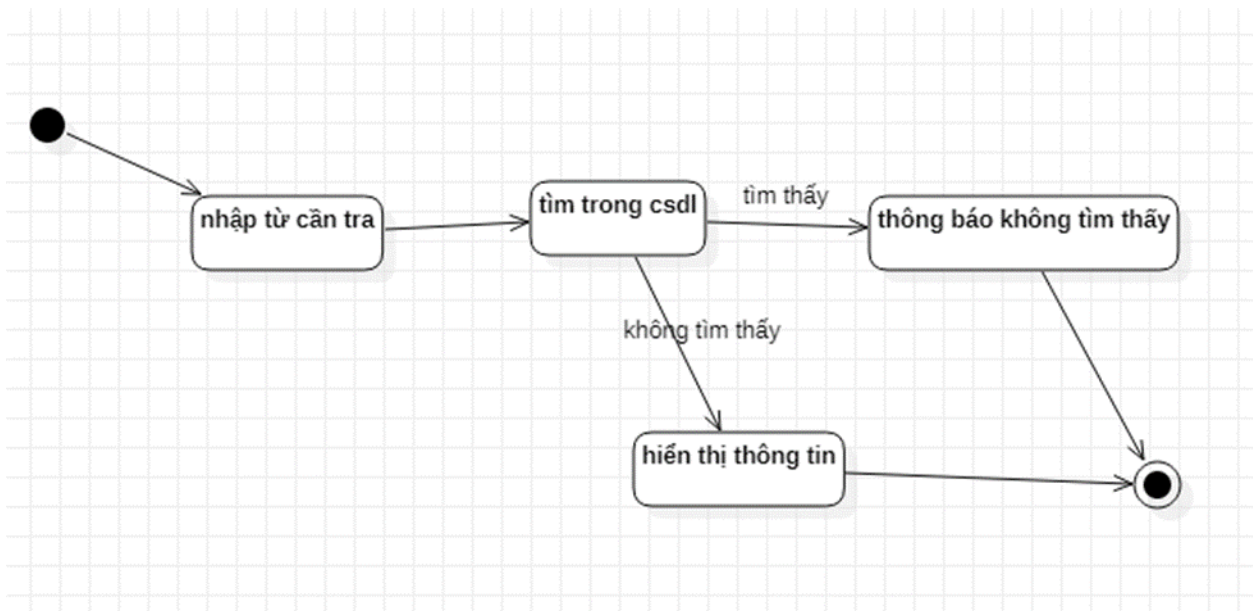 tìm thấy
nhập từ cần tra
tìm trong csdl
thông báo không tìm thấy
không tìm thấy
hiển thị thông tin